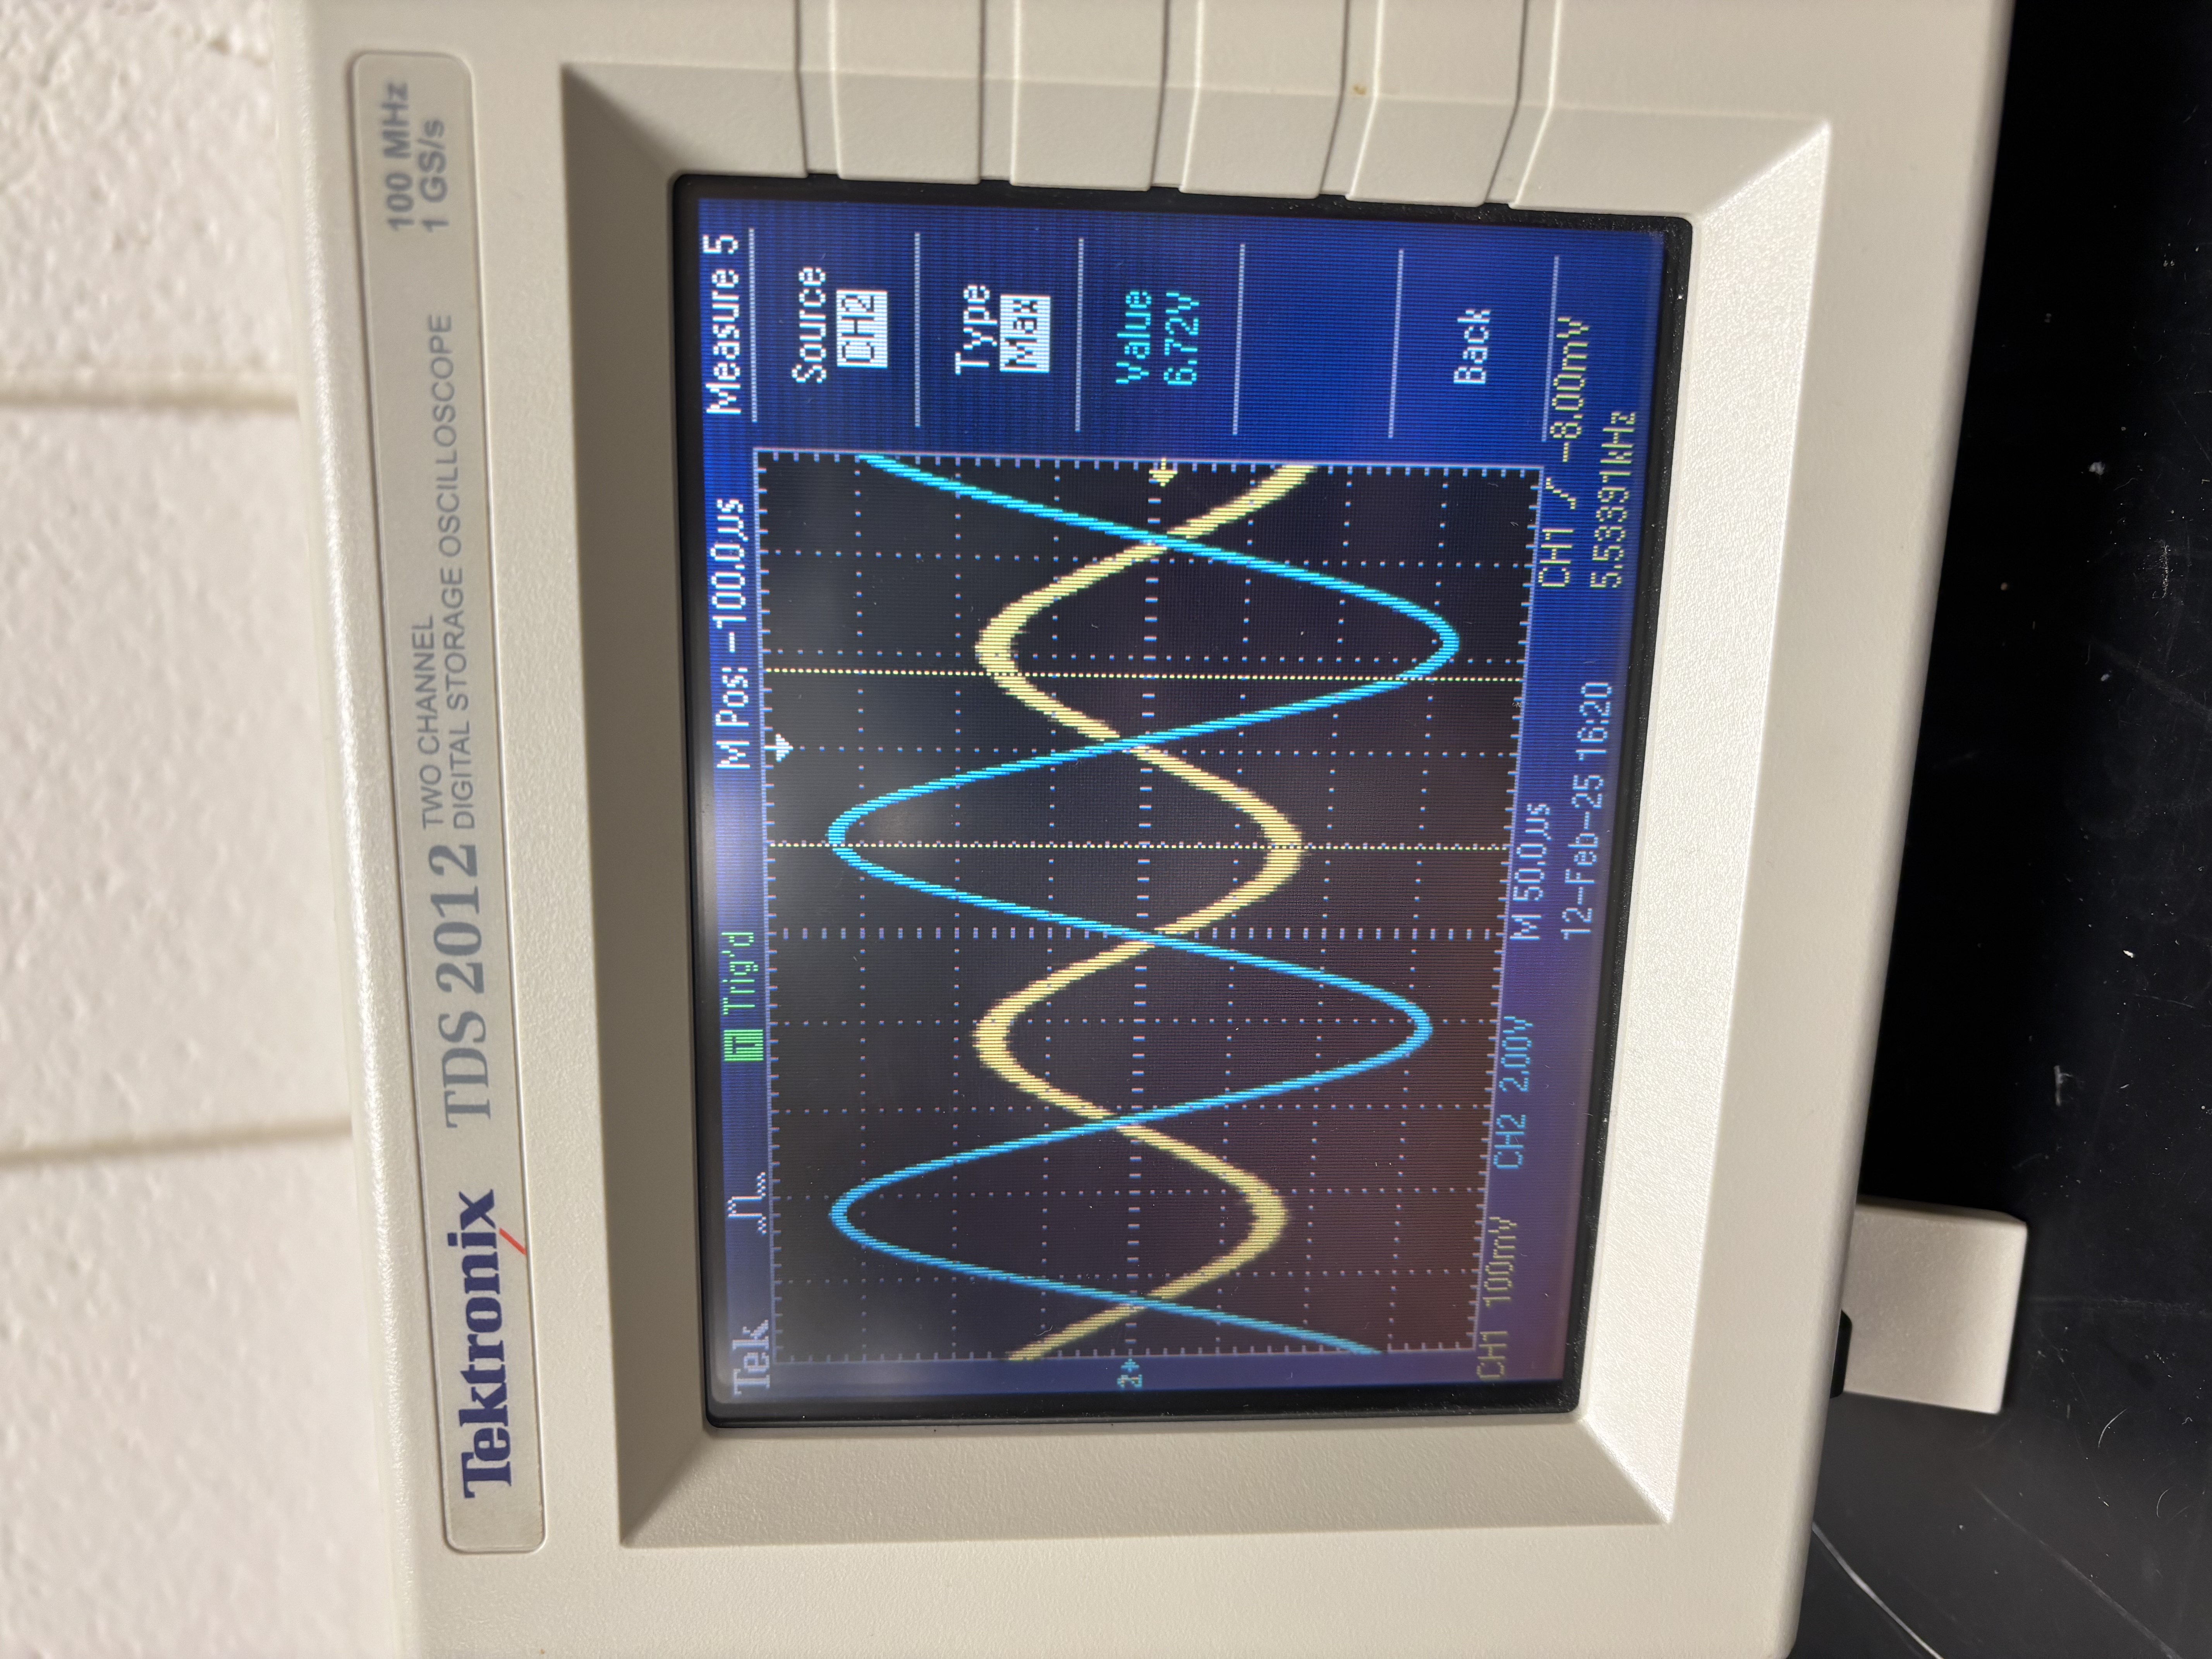 Tektronix
TDS 2012
TWO CHANNEL
DIGITAL STORAGE OSCILLOSCOPE
100 MHz
1 GS/s
Tek
T Trig'd
M Pos: -100.0µs
Measure 5
Source
CH2
Type
Max
Value
6.72V
Back
CH1 100mV
CH2 2.00V
M 50.0µs
CH1 -8.00mV
12-Feb-25 16:20
5.53391kHz